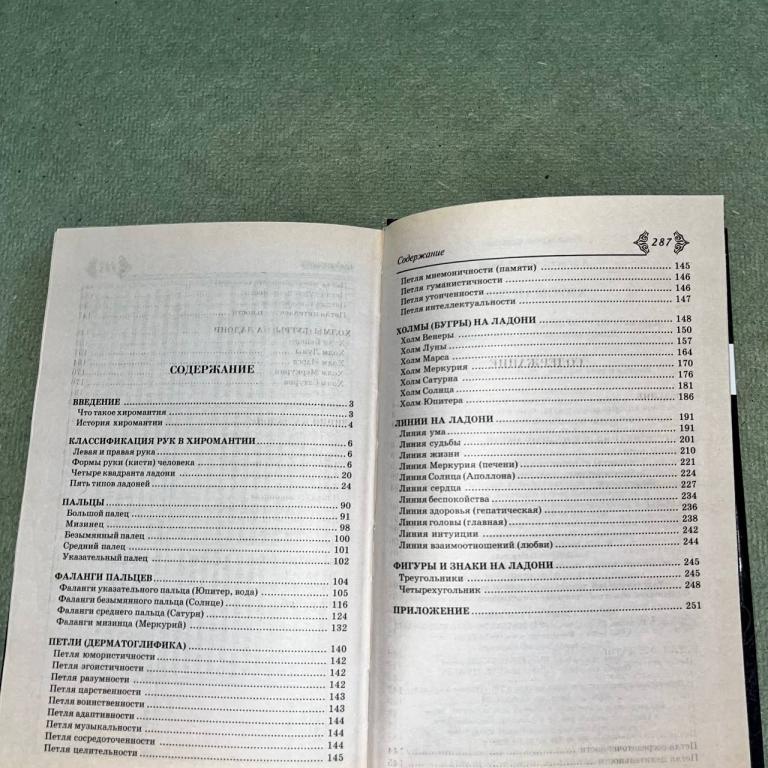 СОДЕРЖАНИЕ
ВВЕДЕНИЕ ........ 3
Что такое хиромантия ........ 3
История хиромантии ........ 4
КЛАССИФИКАЦИЯ РУК В ХИРОМАНТИИ ........ 6
Левая и правая рука ........ 6
Формы руки (кисти) человека ........ 6
Четыре квадранта ладони ........ 20
Пять типов ладоней ........ 24
ПАЛЬЦЫ ........ 90
Большой палец ........ 91
Мизинец ........ 98
Безымянный палец ........ 100
Средний палец ........ 101
Указательный палец ........ 102
ФАЛАНГИ ПАЛЬЦЕВ ........ 104
Фаланги указательного пальца (Юпитер, вода) ........ 105
Фаланги безымянного пальца (Солнце) ........ 116
Фаланги среднего пальца (Сатурн) ........ 124
Фаланги мизинца (Меркурий) ........ 132
ПЕТЛИ (ДЕРМАТОГЛИФИКА) ........ 140
Петля юмористичности ........ 142
Петля эгоистичности ........ 142
Петля разумности ........ 142
Петля царственности ........ 143
Петля воинственности ........ 143
Петля адаптивности ........ 144
Петля музыкальности ........ 144
Петля сосредоточенности ........ 144
Петля целительности ........ 145
Содержание 287
Петля мнемоничности (памяти) ........ 145
Петля гуманистичности ........ 146
Петля утонченности ........ 146
Петля интеллектуальности ........ 147
ХОЛМЫ (БУГРЫ) НА ЛАДОНИ ........ 148
Холм Венеры ........ 150
Холм Луны ........ 157
Холм Марса ........ 164
Холм Меркурия ........ 170
Холм Сатурна ........ 176
Холм Солнца ........ 181
Холм Юпитера ........ 186
ЛИНИИ НА ЛАДОНИ ........ 191
Линия ума ........ 191
Линия судьбы ........ 201
Линия жизни ........ 210
Линия Меркурия (печени) ........ 221
Линия Солнца (Аполлона) ........ 224
Линия сердца ........ 227
Линия беспокойства ........ 234
Линия здоровья (гепатическая) ........ 236
Линия головы (главная) ........ 238
Линия интуиции ........ 242
Линия взаимоотношений (любви) ........ 244
ФИГУРЫ И ЗНАКИ НА ЛАДОНИ ........ 245
Треугольники ........ 245
Четырехугольник ........ 248
ПРИЛОЖЕНИЕ ........ 251